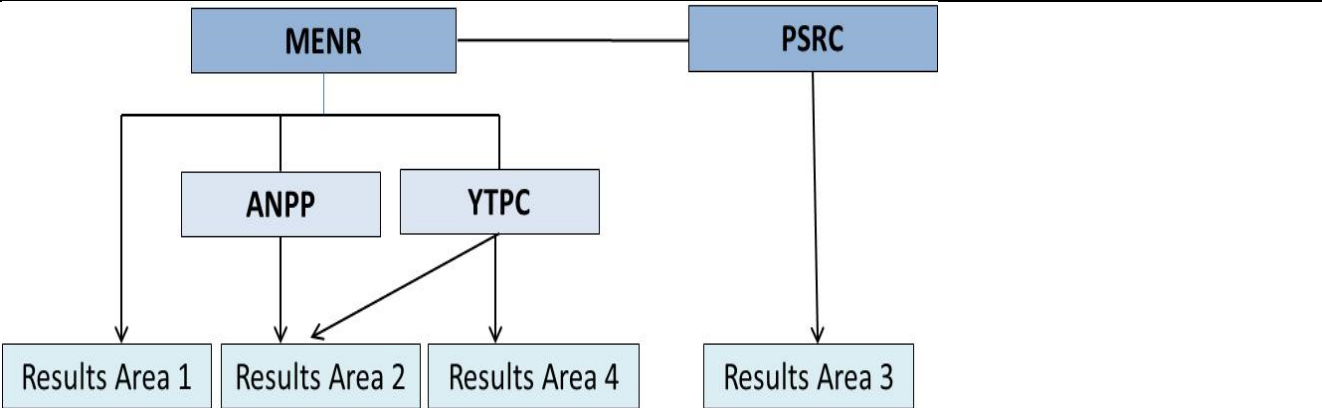 MENR
PSRC
ANPP
YTPC
Results Area 1
Results Area 2
Results Area 4
Results Area 3